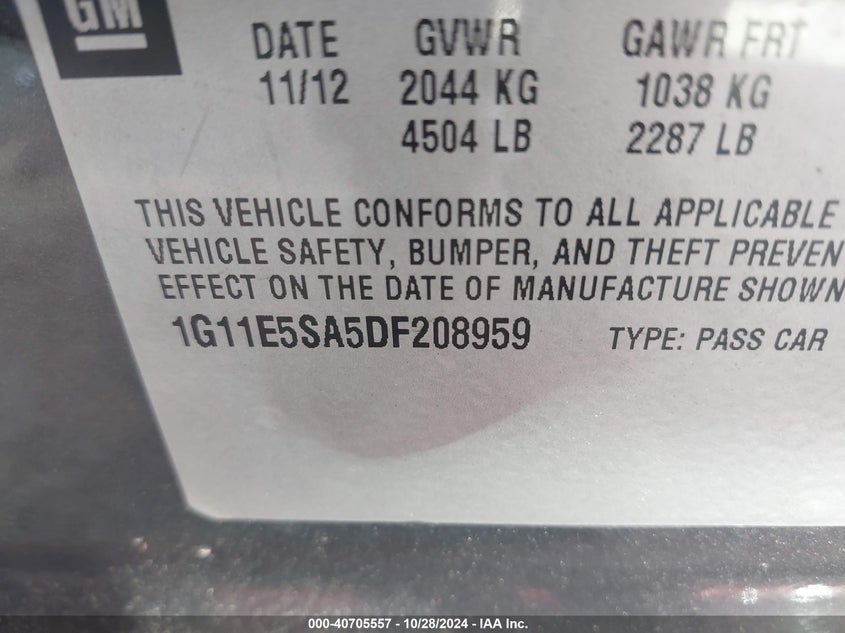 GM
DATE GVWR GAWR FRT
11/12 2044 KG 1038 KG
4504 LB 2287 LB
THIS VEHICLE CONFORMS TO ALL APPLICABLE
VEHICLE SAFETY, BUMPER, AND THEFT PREVEN
EFFECT ON THE DATE OF MANUFACTURE SHOWN
1G11E5SA5DF208959 TYPE: PASS CAR
000-40705557 | 10/28/2024 - IAA Inc.